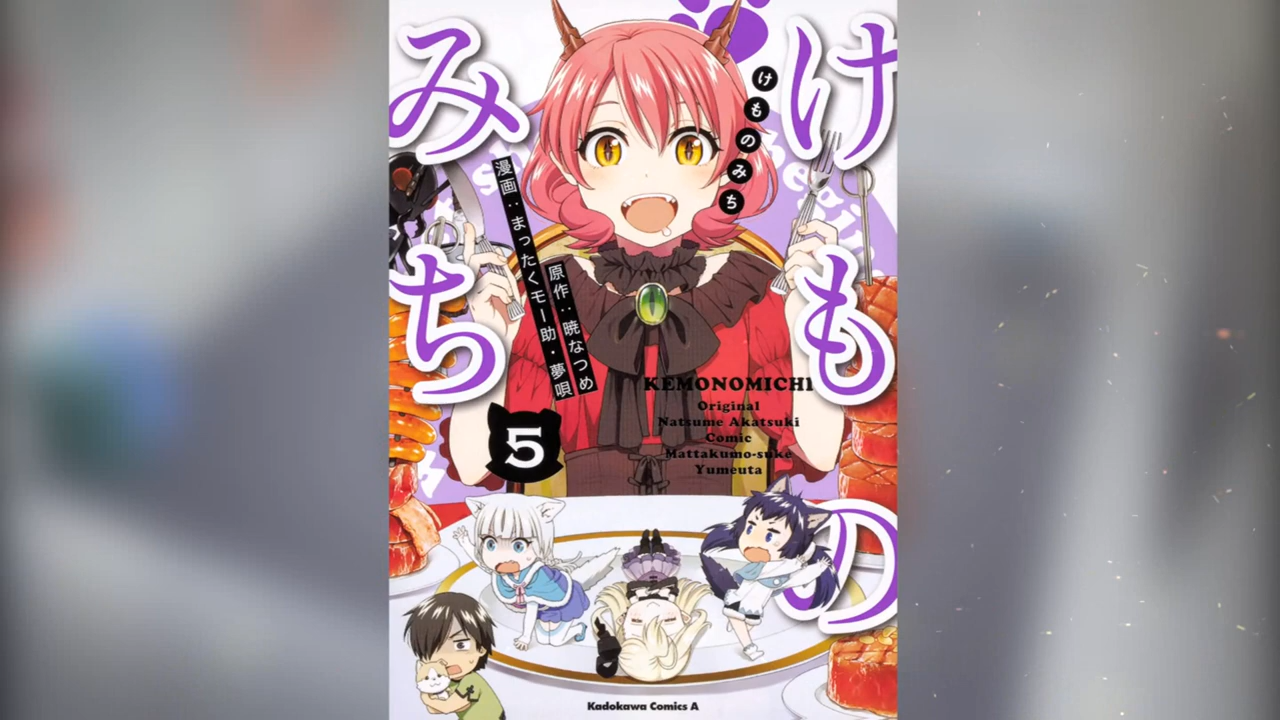 けもの
みち
けものみち
原作：暁なつめ
漫画：まったくモー助・夢唄
KEMONOMICHI
Original
Natsume Akatsuki
Comic
Mattakumo-suke
Yumeuta
5
Kadokawa Comics A